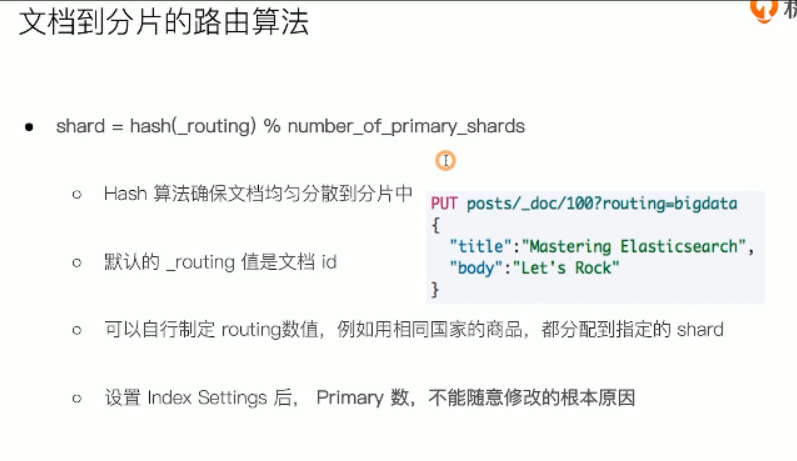 文档到分片的路由算法
shard = hash(_routing) % number_of_primary_shards
Hash 算法确保文档均匀分散到分片中
PUT posts/_doc/100?routing=bigdata
{
"title":"Mastering Elasticsearch",
"body":"Let's Rock"
}
默认的 _routing 值是文档 id
可以自行制定 routing数值，例如用相同国家的商品，都分配到指定的 shard
设置 Index Settings 后， Primary 数，不能随意修改的根本原因